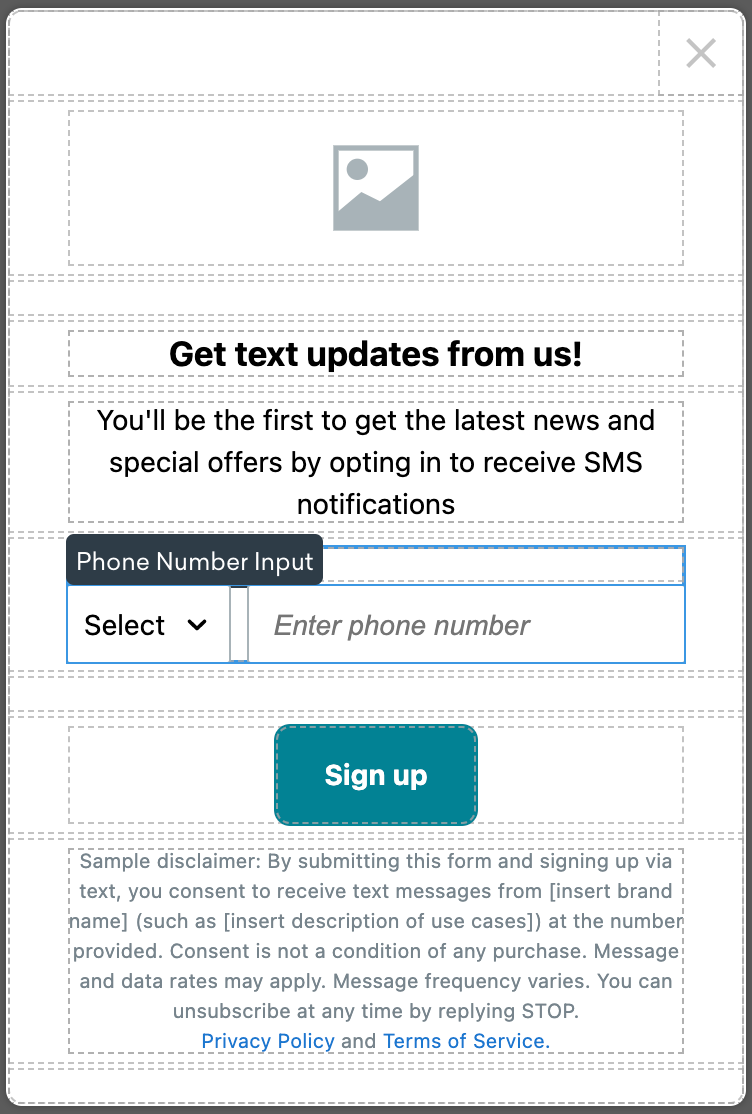 Get text updates from us!
You'll be the first to get the latest news and
special offers by opting in to receive SMS
notifications
Phone Number Input
Select
Enter phone number
Sign up
Sample disclaimer: By submitting this form and signing up via
text, you consent to receive text messages from [insert brand
name] (such as [insert description of use cases]) at the number
provided. Consent is not a condition of any purchase. Message
and data rates may apply. Message frequency varies. You can
unsubscribe at any time by replying STOP.
Privacy Policy and Terms of Service.